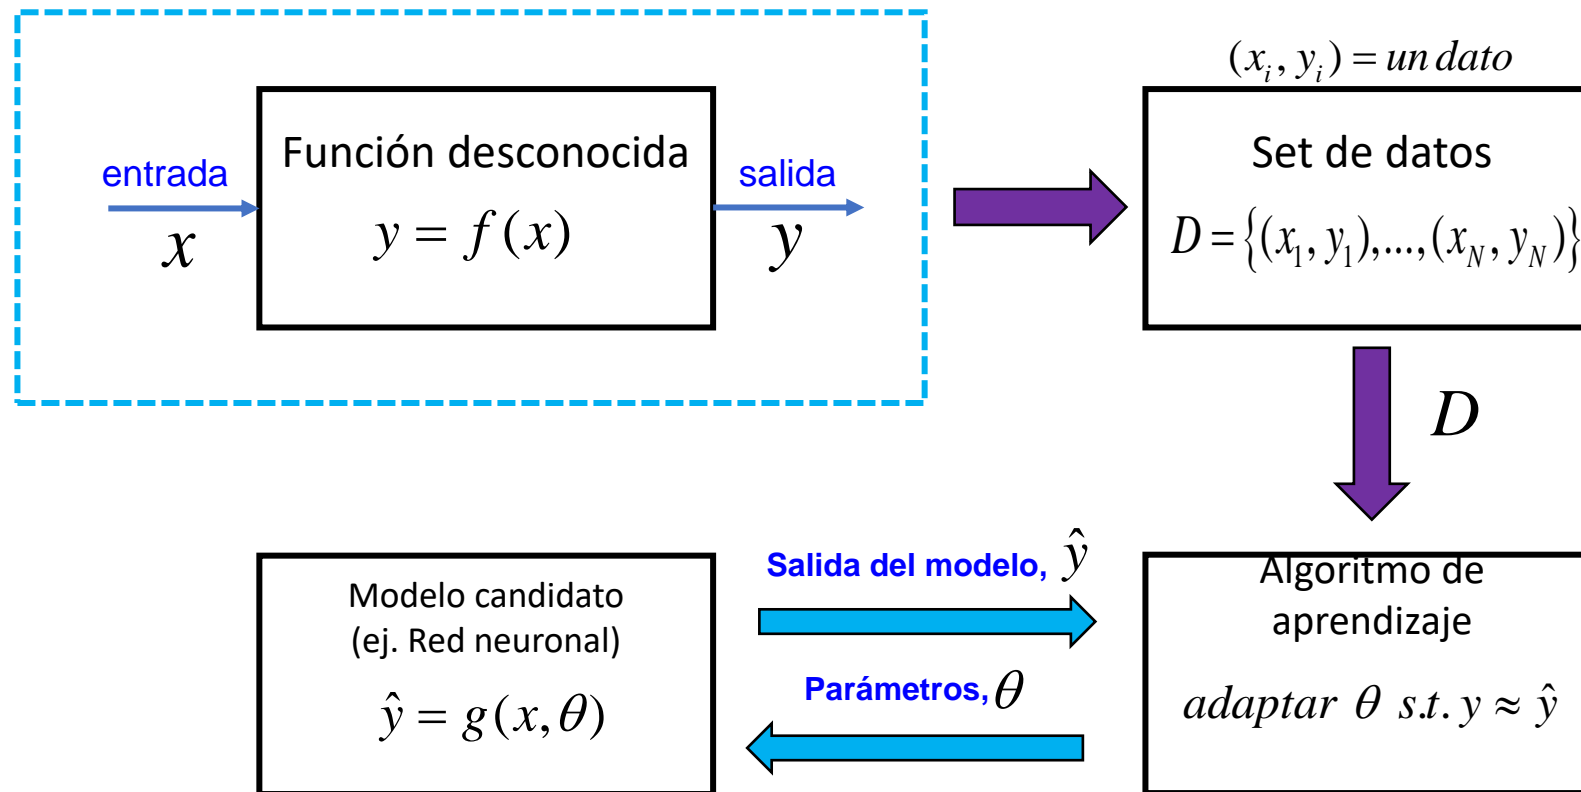 (x_i, y_i) = un dato
Función desconocida
entrada
salida
x
y = f(x)
y
Set de datos
D = {(x_1, y_1),...,(x_N, y_N)}
D
Modelo candidato
(ej. Red neuronal)
ŷ = g(x, θ)
Salida del modelo, ŷ
Parámetros, θ
Algoritmo de
aprendizaje
adaptar θ s.t. y ≈ ŷ